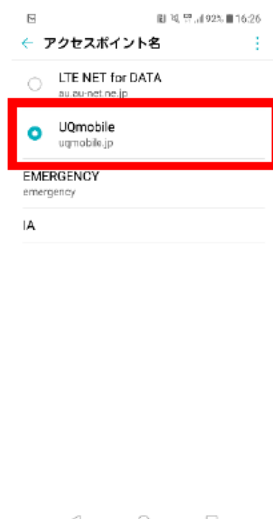 92% 16:26
アクセスポイント名
LTE NET for DATA
au.au-net.ne.jp
UQmobile
uqmobile.jp
EMERGENCY
emergency
IA